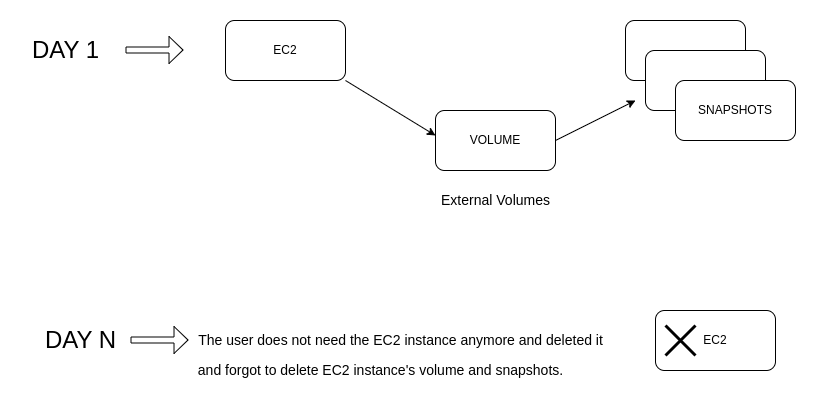 DAY 1
EC2
VOLUME
SNAPSHOTS
External Volumes
DAY N
The user does not need the EC2 instance anymore and deleted it
and forgot to delete EC2 instance's volume and snapshots.
EC2